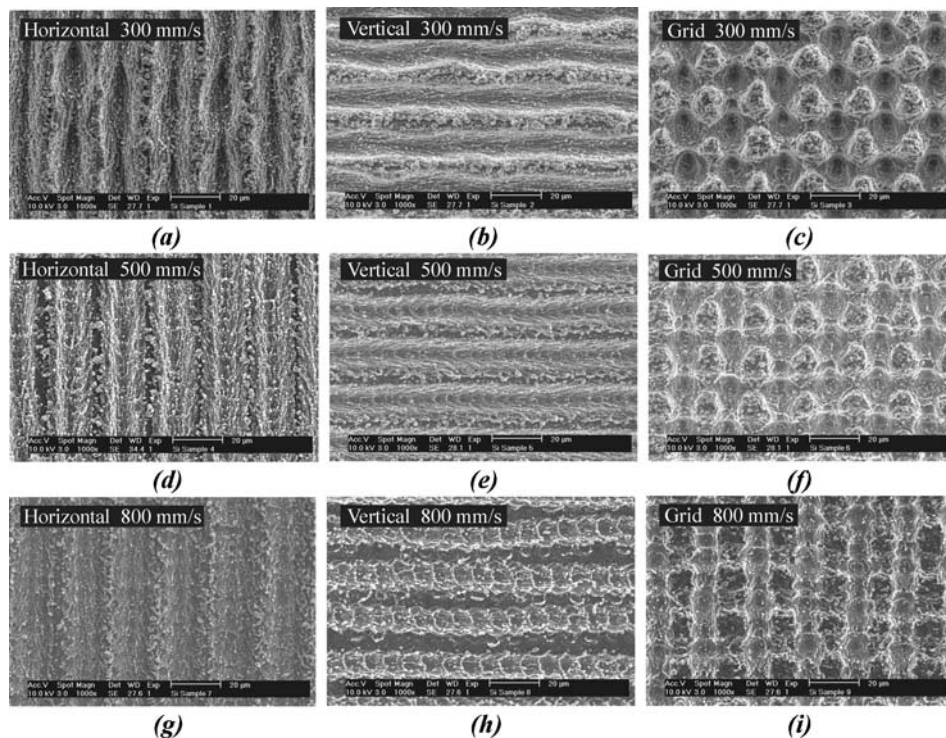 Horizontal 300 mm/s
Acc.V Spot Magn Det WD Exp 20 µm
10.0 kV 3.0 1000x SE 27.7 1 Si Sample 1
(a)
Vertical 300 mm/s
Acc.V Spot Magn Det WD Exp 20 µm
10.0 kV 3.0 1000x SE 27.7 1 Si Sample 2
(b)
Grid 300 mm/s
Acc.V Spot Magn Det WD Exp 20 µm
10.0 kV 3.0 1000x SE 27.7 1 Si Sample 3
(c)
Horizontal 500 mm/s
Acc.V Spot Magn Det WD Exp 20 µm
10.0 kV 3.0 1000x SE 34.4 1 Si Sample 4
(d)
Vertical 500 mm/s
Acc.V Spot Magn Det WD Exp 20 µm
10.0 kV 3.0 1000x SE 28.1 1 Si Sample 5
(e)
Grid 500 mm/s
Acc.V Spot Magn Det WD Exp 20 µm
10.0 kV 3.0 1000x SE 28.1 1 Si Sample 6
(f)
Horizontal 800 mm/s
Acc.V Spot Magn Det WD Exp 20 µm
10.0 kV 3.0 1000x SE 27.6 1 Si Sample 7
(g)
Vertical 800 mm/s
Acc.V Spot Magn Det WD Exp 20 µm
10.0 kV 3.0 1000x SE 27.6 1 Si Sample 8
(h)
Grid 800 mm/s
Acc.V Spot Magn Det WD Exp 20 µm
10.0 kV 3.0 1000x SE 27.6 1 Si Sample 9
(i)